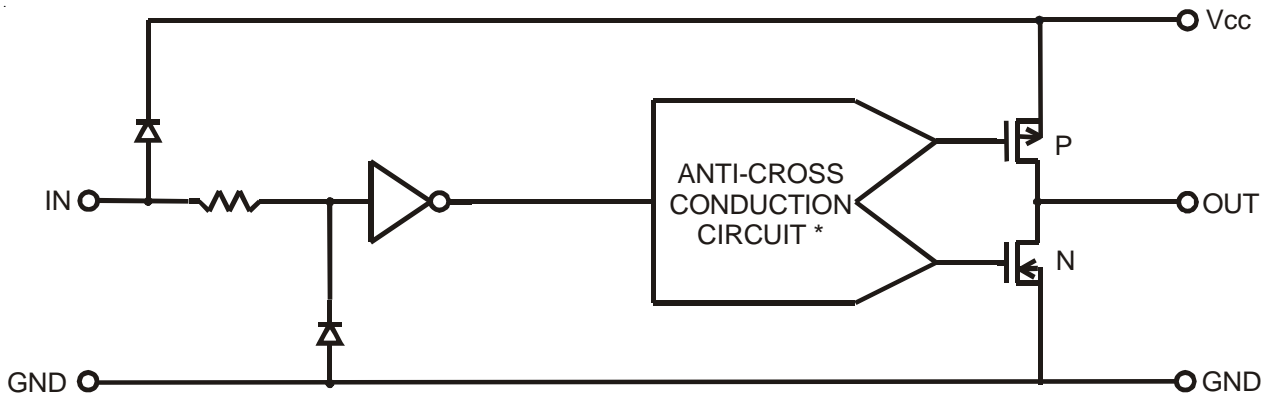 Vcc
P
IN
ANTI-CROSS
CONDUCTION
CIRCUIT *
OUT
N
GND
GND